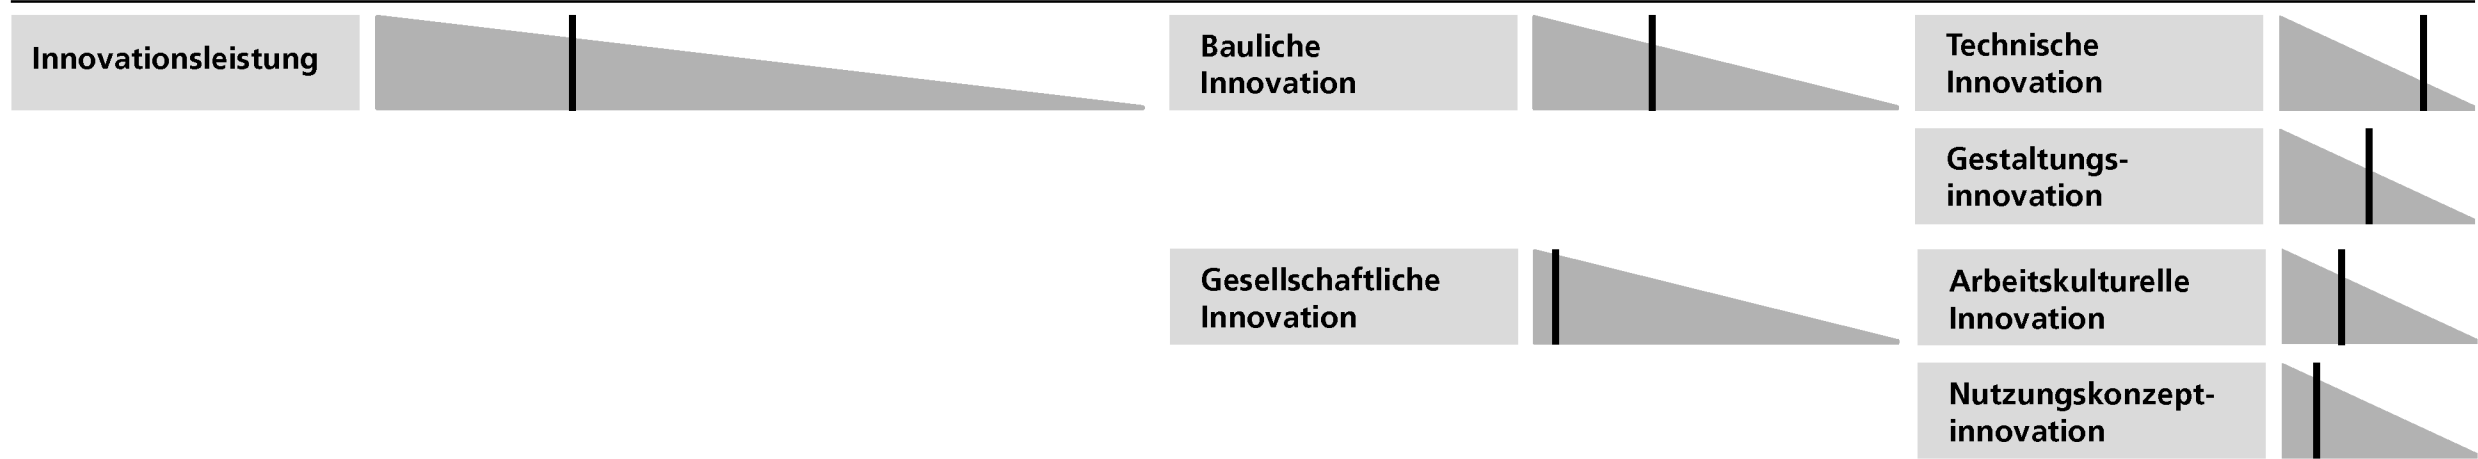 Innovationsleistung
Bauliche
Innovation
Technische
Innovation
Gestaltungs-
innovation
Gesellschaftliche
Innovation
Arbeitskulturelle
Innovation
Nutzungskonzept-
innovation